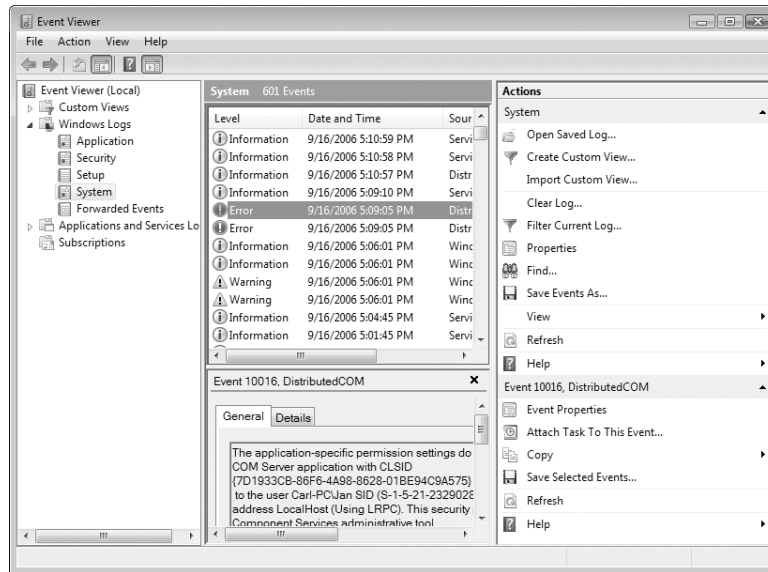 Event Viewer
File Action View Help
Event Viewer (Local)
Custom Views
Windows Logs
Application
Security
Setup
System
Forwarded Events
Applications and Services Lo
Subscriptions
System 601 Events
Level Date and Time Sour
Information 9/16/2006 5:10:59 PM Servi
Information 9/16/2006 5:10:58 PM Servi
Information 9/16/2006 5:10:57 PM Distr
Information 9/16/2006 5:09:10 PM Servi
Error 9/16/2006 5:09:05 PM Distr
Error 9/16/2006 5:09:05 PM Distr
Information 9/16/2006 5:06:01 PM Winc
Information 9/16/2006 5:06:01 PM Winc
Warning 9/16/2006 5:06:01 PM Winc
Warning 9/16/2006 5:06:01 PM Winc
Information 9/16/2006 5:04:45 PM Servi
Information 9/16/2006 5:01:45 PM Servi
Event 10016, DistributedCOM
General Details
The application-specific permission settings do
COM Server application with CLSID
{7D1933CB-86F6-4A98-8628-01BE94C9A575}
to the user Carl-PC\Jan SID (S-1-5-21-2329028
address LocalHost (Using LRPC). This security
Component Services administrative tool
Actions
System
Open Saved Log...
Create Custom View...
Import Custom View...
Clear Log...
Filter Current Log...
Properties
Find...
Save Events As...
View
Refresh
Help
Event 10016, DistributedCOM
Event Properties
Attach Task To This Event...
Copy
Save Selected Events...
Refresh
Help